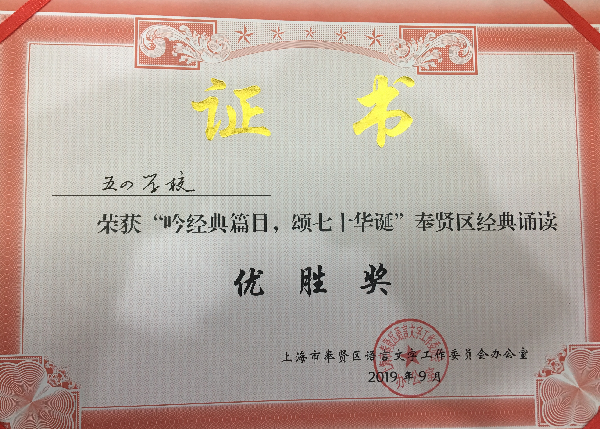 证书
五四学校
荣获“吟经典篇目，颂七十华诞”奉贤区经典诵读
优胜奖
上海市奉贤区语言文字工作委员会办公室
2019年9月